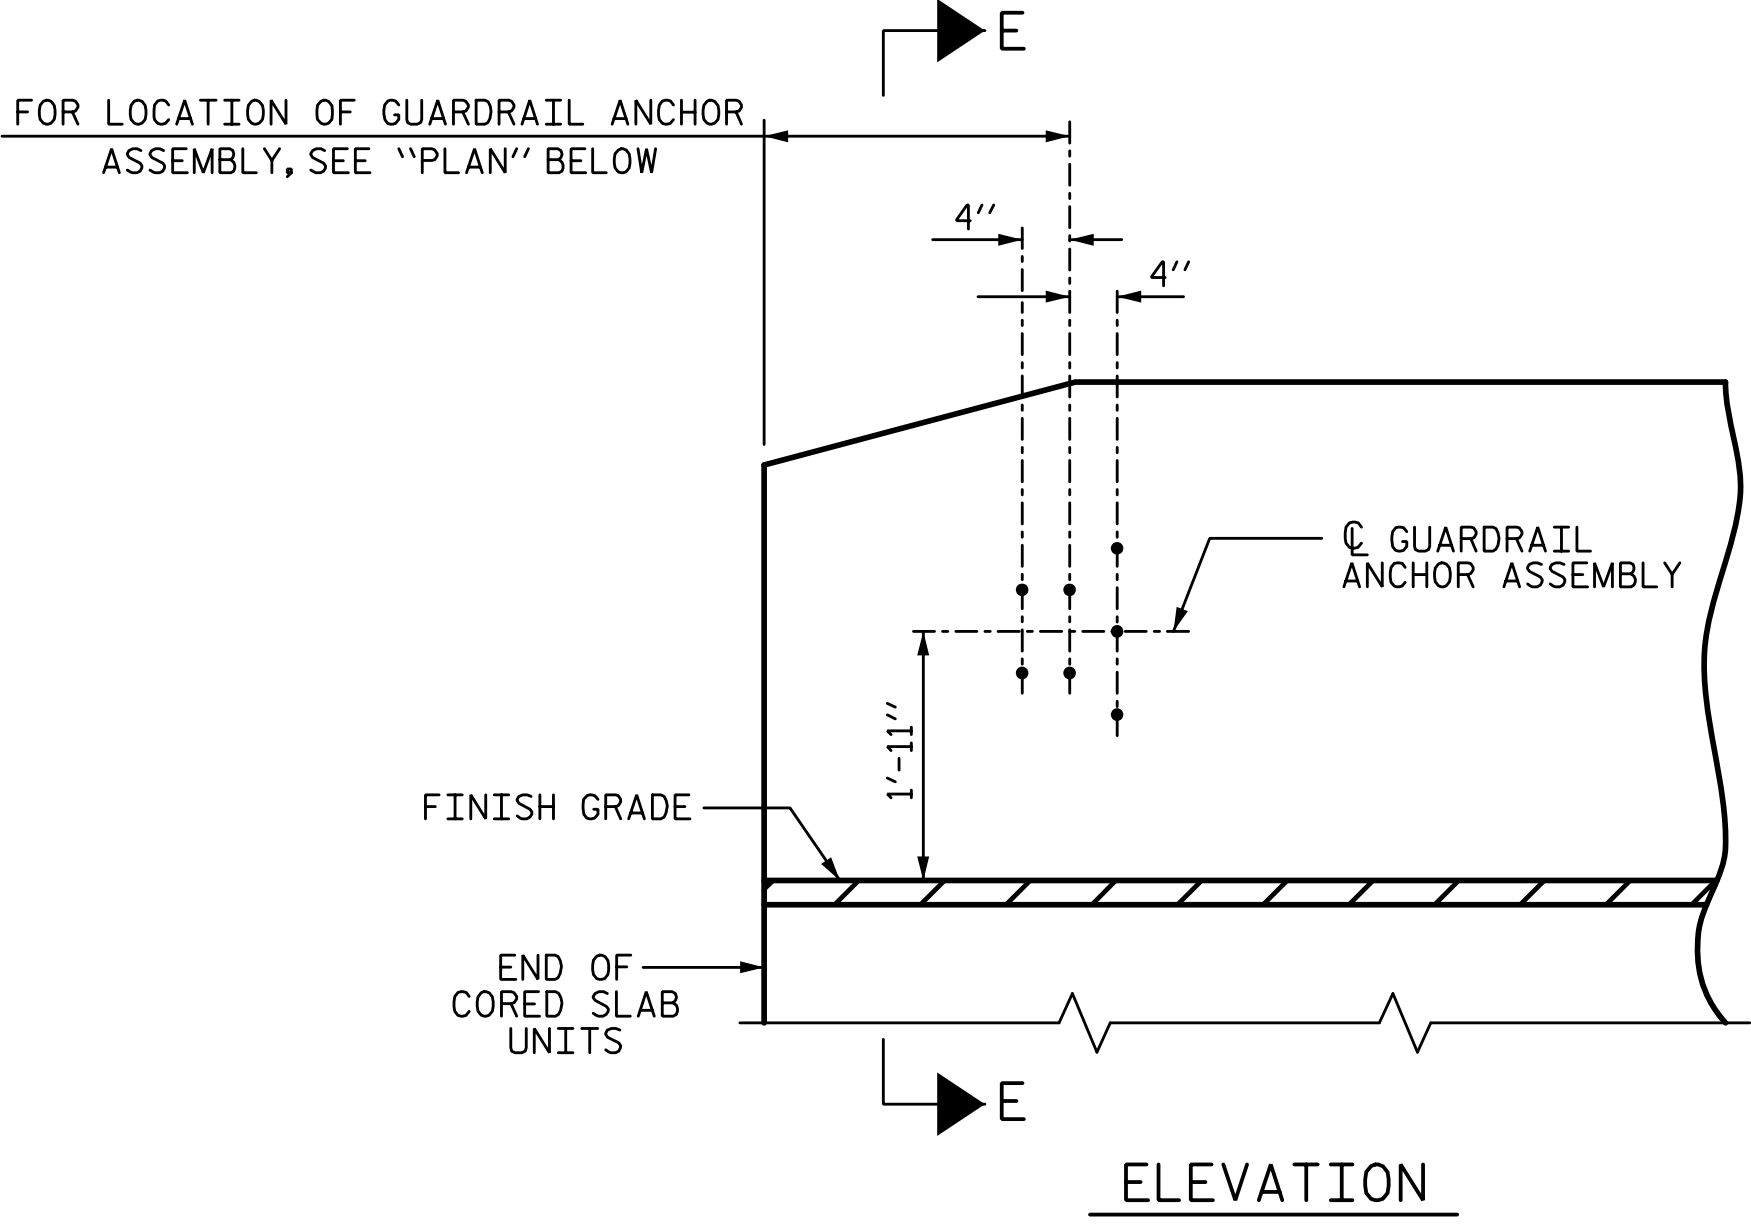 E
FOR LOCATION OF GUARDRAIL ANCHOR
ASSEMBLY, SEE "PLAN" BELOW
4"
4"
℄ GUARDRAIL
ANCHOR ASSEMBLY
1'-11"
FINISH GRADE
END OF
CORED SLAB
UNITS
E
ELEVATION